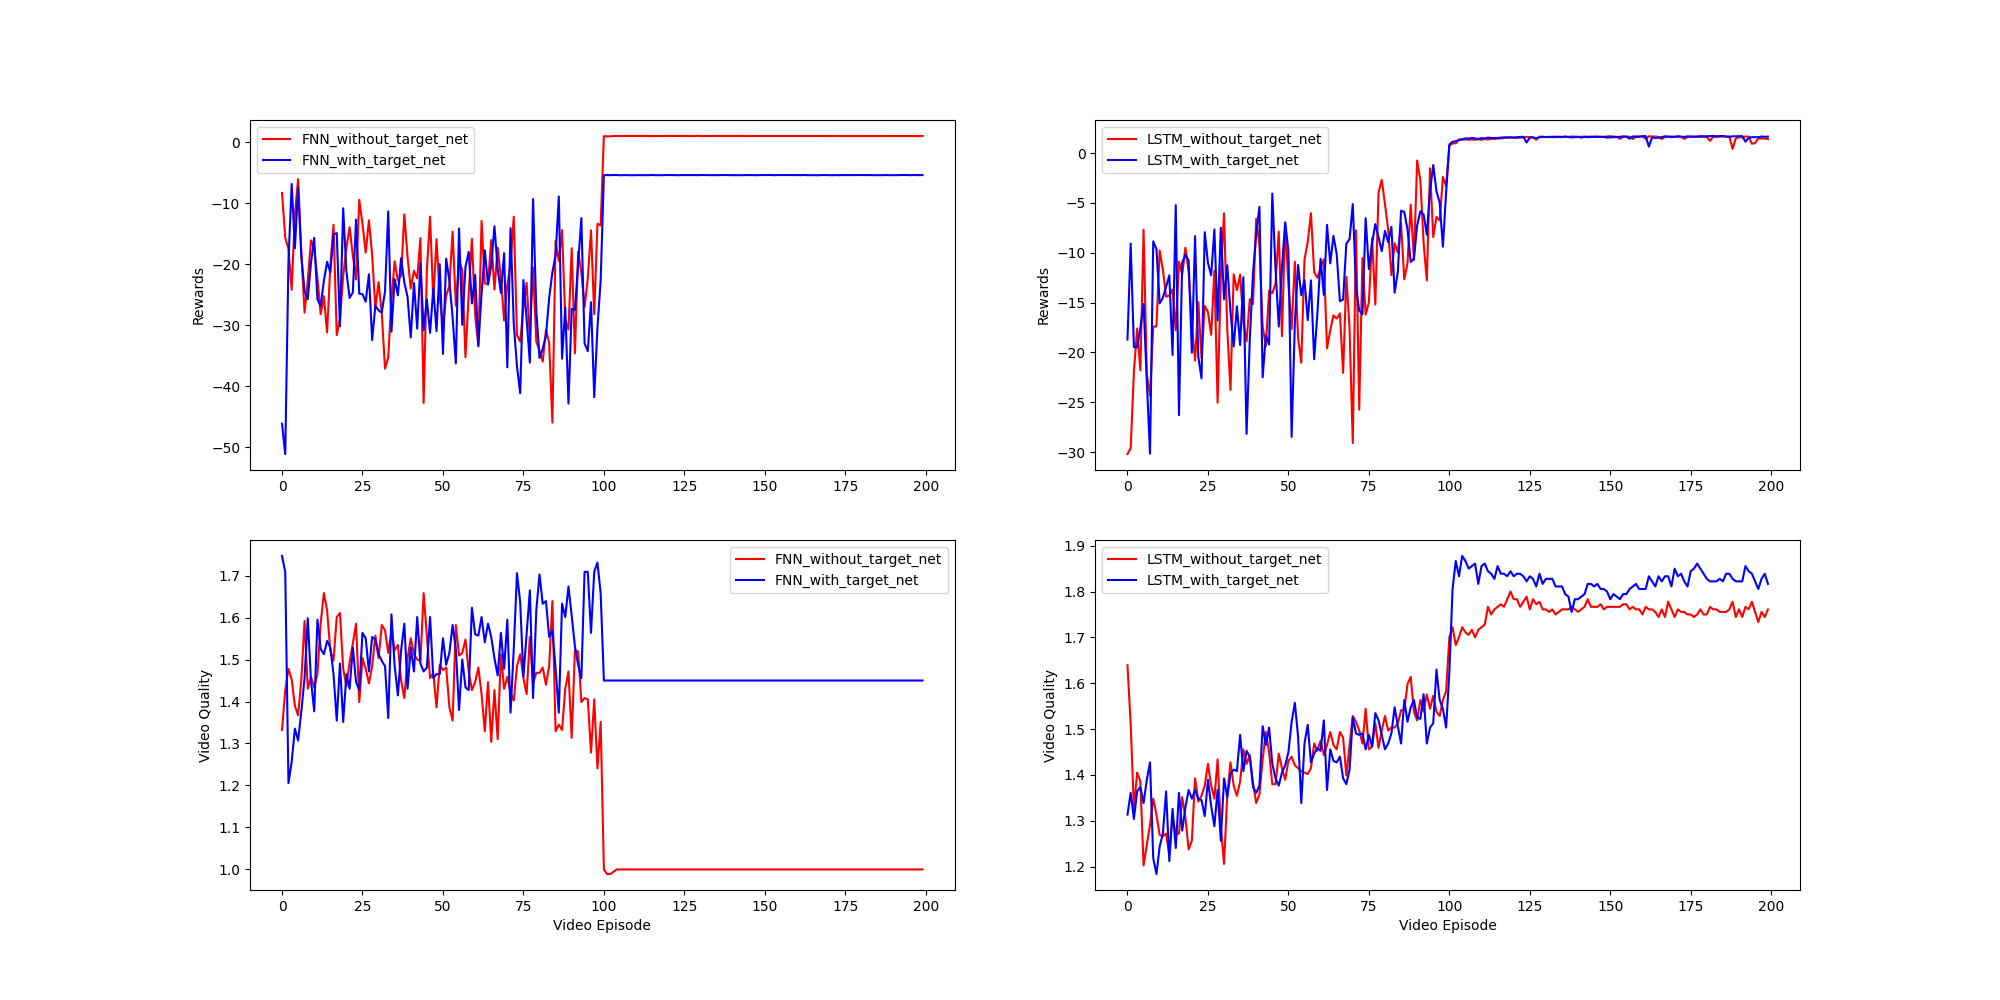 FNN_without_target_net
FNN_with_target_net
Rewards
0
−10
−20
−30
−40
−50
0 25 50 75 100 125 150 175 200
LSTM_without_target_net
LSTM_with_target_net
Rewards
0
−5
−10
−15
−20
−25
−30
0 25 50 75 100 125 150 175 200
FNN_without_target_net
FNN_with_target_net
Video Quality
1.7
1.6
1.5
1.4
1.3
1.2
1.1
1.0
0 25 50 75 100 125 150 175 200
Video Episode
LSTM_without_target_net
LSTM_with_target_net
Video Quality
1.9
1.8
1.7
1.6
1.5
1.4
1.3
1.2
0 25 50 75 100 125 150 175 200
Video Episode